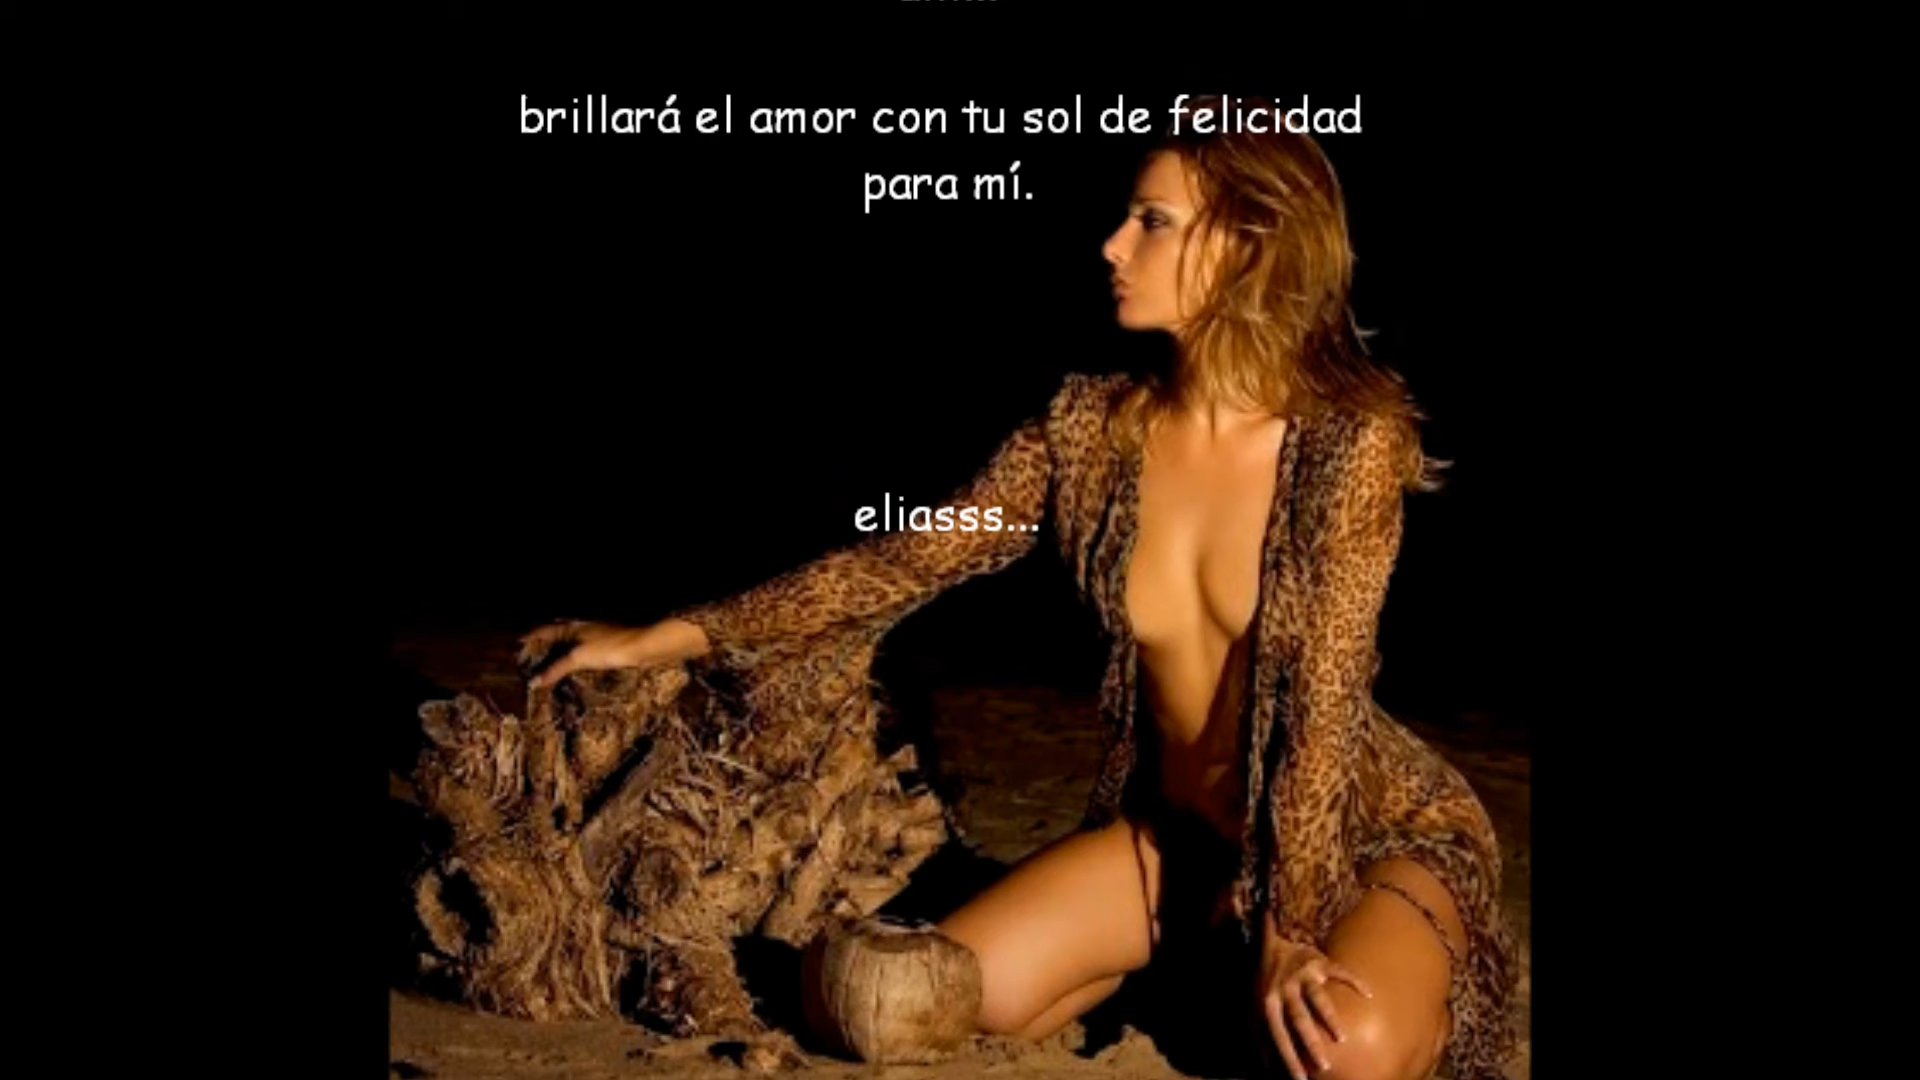 brillará el amor con tu sol de felicidad
para mí.
eliasss...